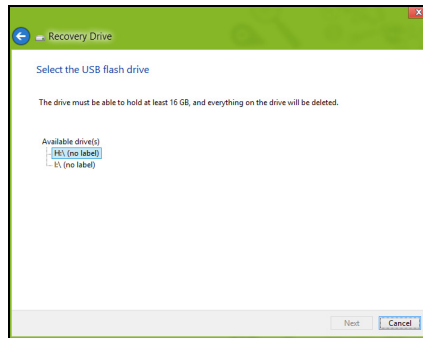 Recovery Drive
Select the USB flash drive
The drive must be able to hold at least 16 GB, and everything on the drive will be deleted.
Available drive(s)
H:\ (no label)
I:\ (no label)
Next
Cancel